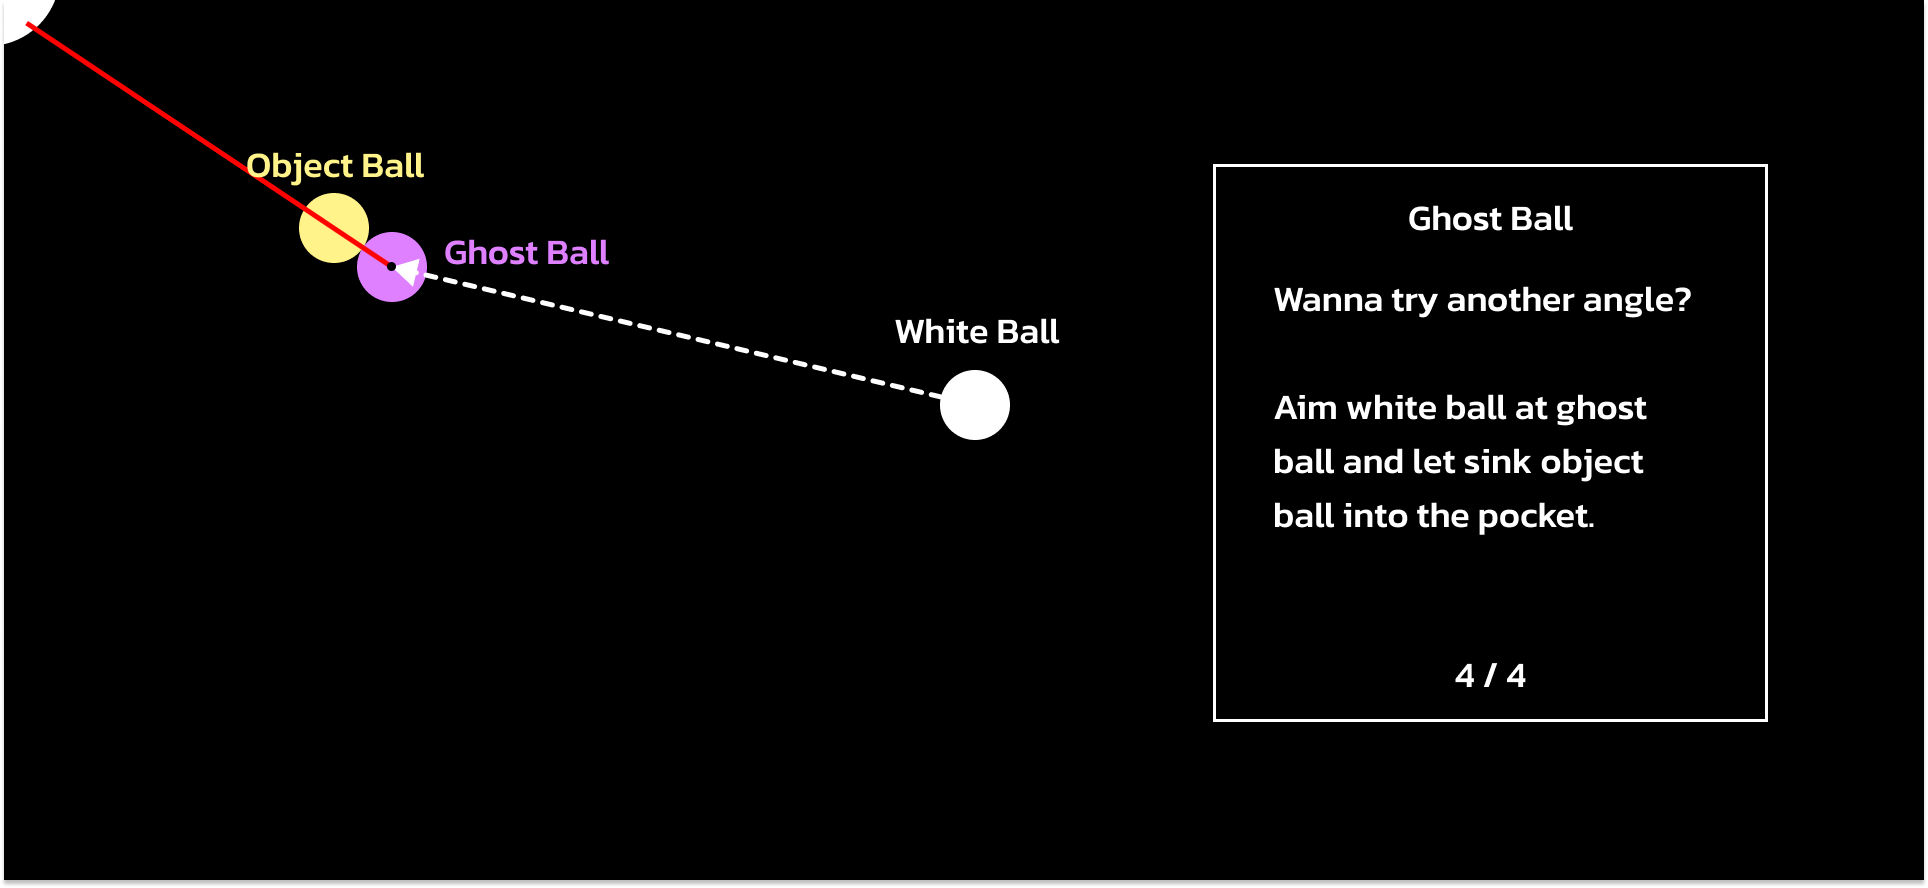 Object Ball
Ghost Ball
White Ball
Ghost Ball
Wanna try another angle?
Aim white ball at ghost
ball and let sink object
ball into the pocket.
4 / 4